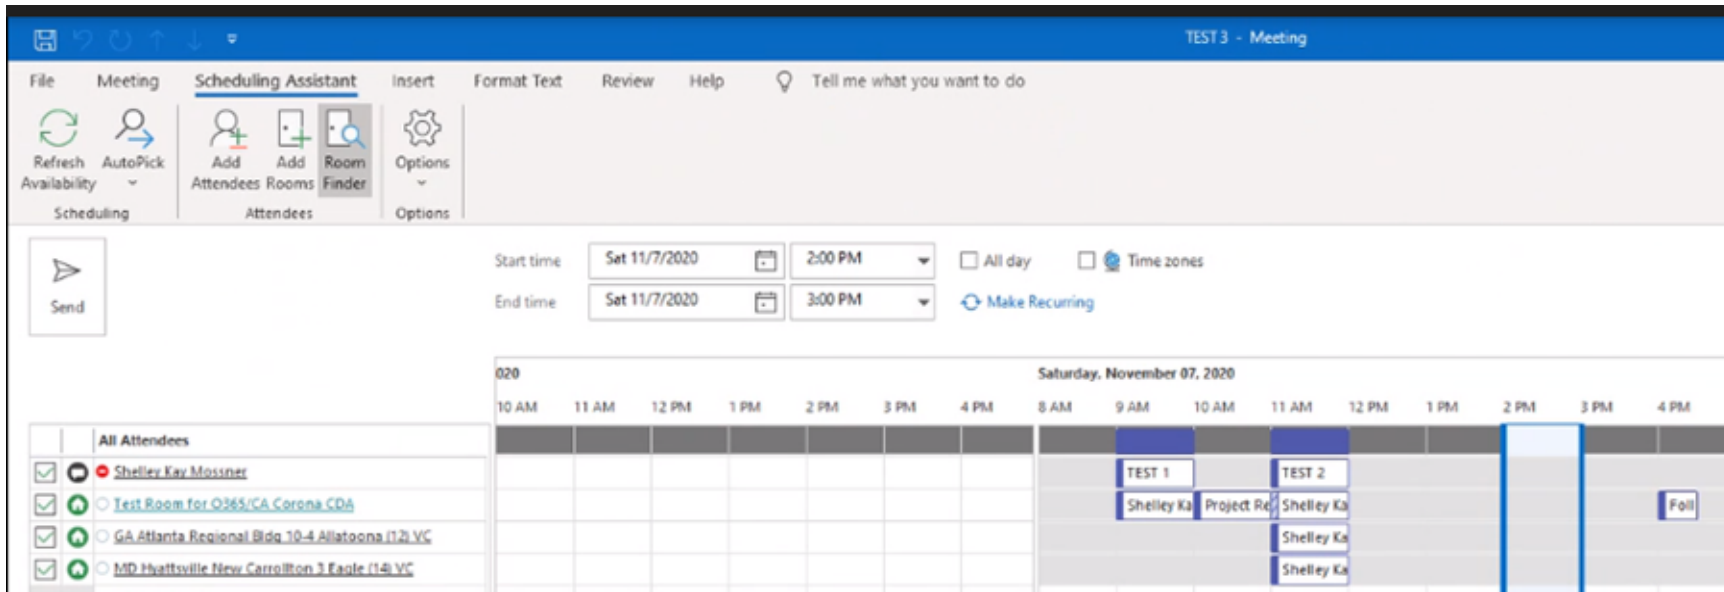 TEST 3 - Meeting
File Meeting Scheduling Assistant Insert Format Text Review Help Tell me what you want to do
Refresh Availability AutoPick Add Attendees Add Rooms Room Finder Options
Scheduling Attendees Options
Send
Start time Sat 11/7/2020 2:00 PM All day Time zones
End time Sat 11/7/2020 3:00 PM Make Recurring
020 Saturday, November 07, 2020
10 AM 11 AM 12 PM 1 PM 2 PM 3 PM 4 PM 8 AM 9 AM 10 AM 11 AM 12 PM 1 PM 2 PM 3 PM 4 PM
All Attendees
Shelley Kay Mossner TEST 1 TEST 2
Test Room for O365/CA Corona CDA Shelley Ka Project Re Shelley Ka Foll
GA Atlanta Regional Bldg 10-4 Allatoona (12) VC Shelley Ka
MD Hyattsville New Carrollton 3 Eagle (14) VC Shelley Ka